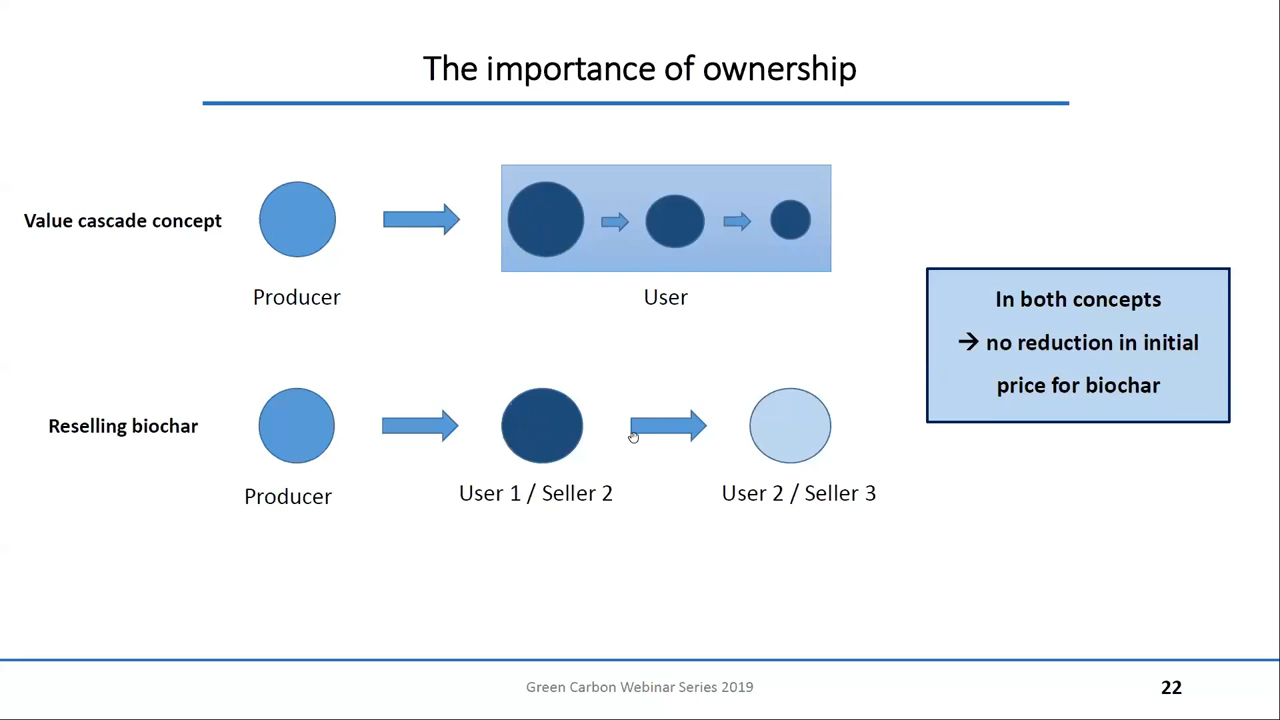 The importance of ownership
Value cascade concept
Producer
User
In both concepts
→ no reduction in initial
price for biochar
Reselling biochar
Producer
User 1 / Seller 2
User 2 / Seller 3
Green Carbon Webinar Series 2019
22